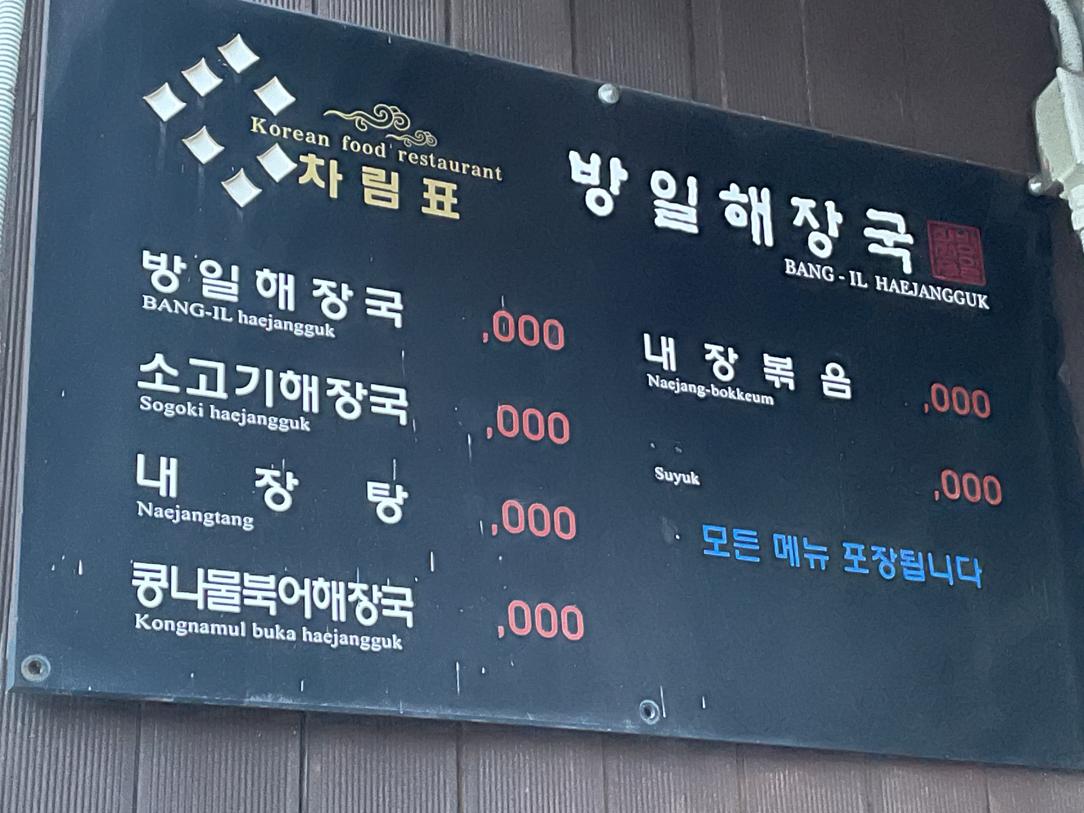 Korean food restaurant
차림표
방일해장국
BANG - IL HAEJANGGUK
방일해장국
BANG-IL haejangguk
,000
소고기해장국
Sogoki haejangguk
,000
내장탕
Naejangtang
,000
콩나물북어해장국
Kongnamul buka haejangguk
,000
내장볶음
Naejang-bokkeum
,000
Suyuk
,000
모든 메뉴 포장됩니다